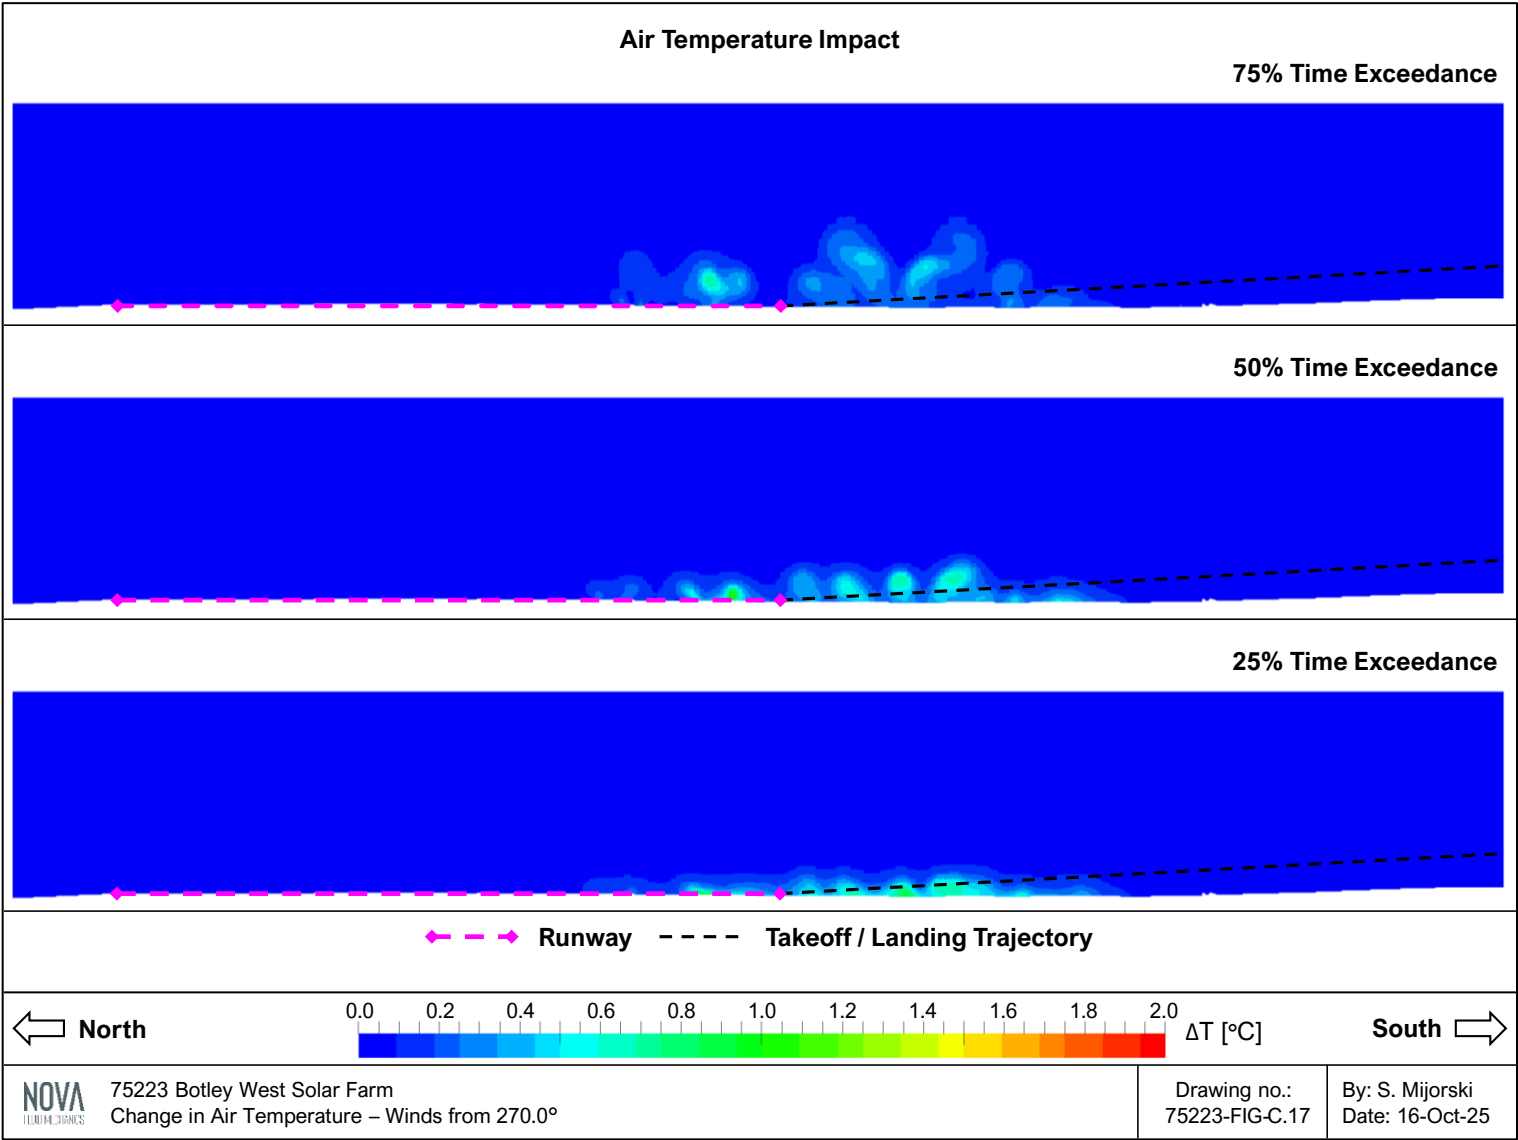 Air Temperature Impact
75% Time Exceedance
50% Time Exceedance
25% Time Exceedance
Runway
Takeoff / Landing Trajectory
North
0.0 0.2 0.4 0.6 0.8 1.0 1.2 1.4 1.6 1.8 2.0
ΔT [°C]
South
NOVA
FLUID MECHANICS
75223 Botley West Solar Farm
Change in Air Temperature – Winds from 270.0°
Drawing no.:
75223-FIG-C.17
By: S. Mijorski
Date: 16-Oct-25